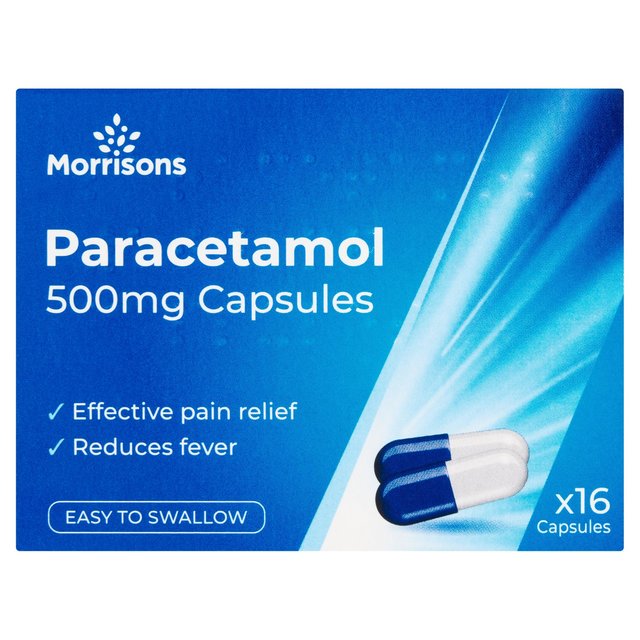 Morrisons
Paracetamol
500mg Capsules
✓ Effective pain relief
✓ Reduces fever
EASY TO SWALLOW
x16
Capsules